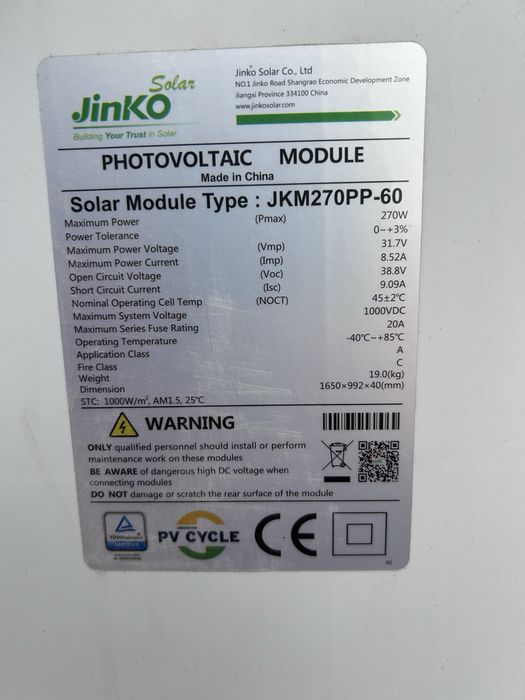 Solar
JinKO
Building Your Trust in Solar
Jinko Solar Co., Ltd
NO.1 Jinko Road Shangrao Economic Development Zone
Jiangxi Province 334100 China
www.jinkosolar.com
PHOTOVOLTAIC MODULE
Made in China
Solar Module Type : JKM270PP-60
Maximum Power (Pmax) 270W
Power Tolerance 0~+3%
Maximum Power Voltage (Vmp) 31.7V
Maximum Power Current (Imp) 8.52A
Open Circuit Voltage (Voc) 38.8V
Short Circuit Current (Isc) 9.09A
Nominal Operating Cell Temp (NOCT) 45±2℃
Maximum System Voltage 1000VDC
Maximum Series Fuse Rating 20A
Operating Temperature -40℃~+85℃
Application Class A
Fire Class C
Weight 19.0(kg)
Dimension 1650×992×40(mm)
STC: 1000W/m², AM1.5, 25℃
WARNING
ONLY qualified personnel should install or perform
maintenance work on these modules
BE AWARE of dangerous high DC voltage when
connecting modules
DO NOT damage or scratch the rear surface of the module
TÜVRheinland
CERTIFIED
PV CYCLE
CE
A2